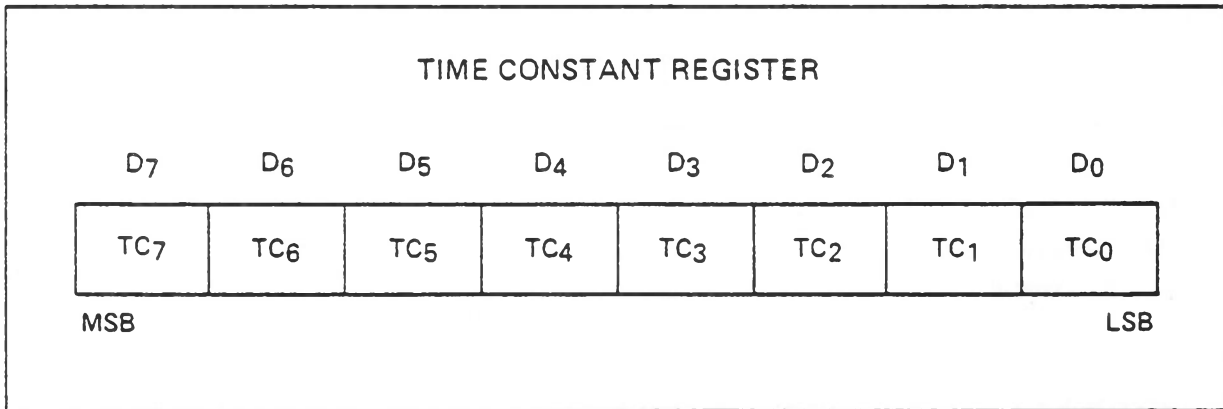 TIME CONSTANT REGISTER
D7 D6 D5 D4 D3 D2 D1 D0
TC7 TC6 TC5 TC4 TC3 TC2 TC1 TC0
MSB LSB